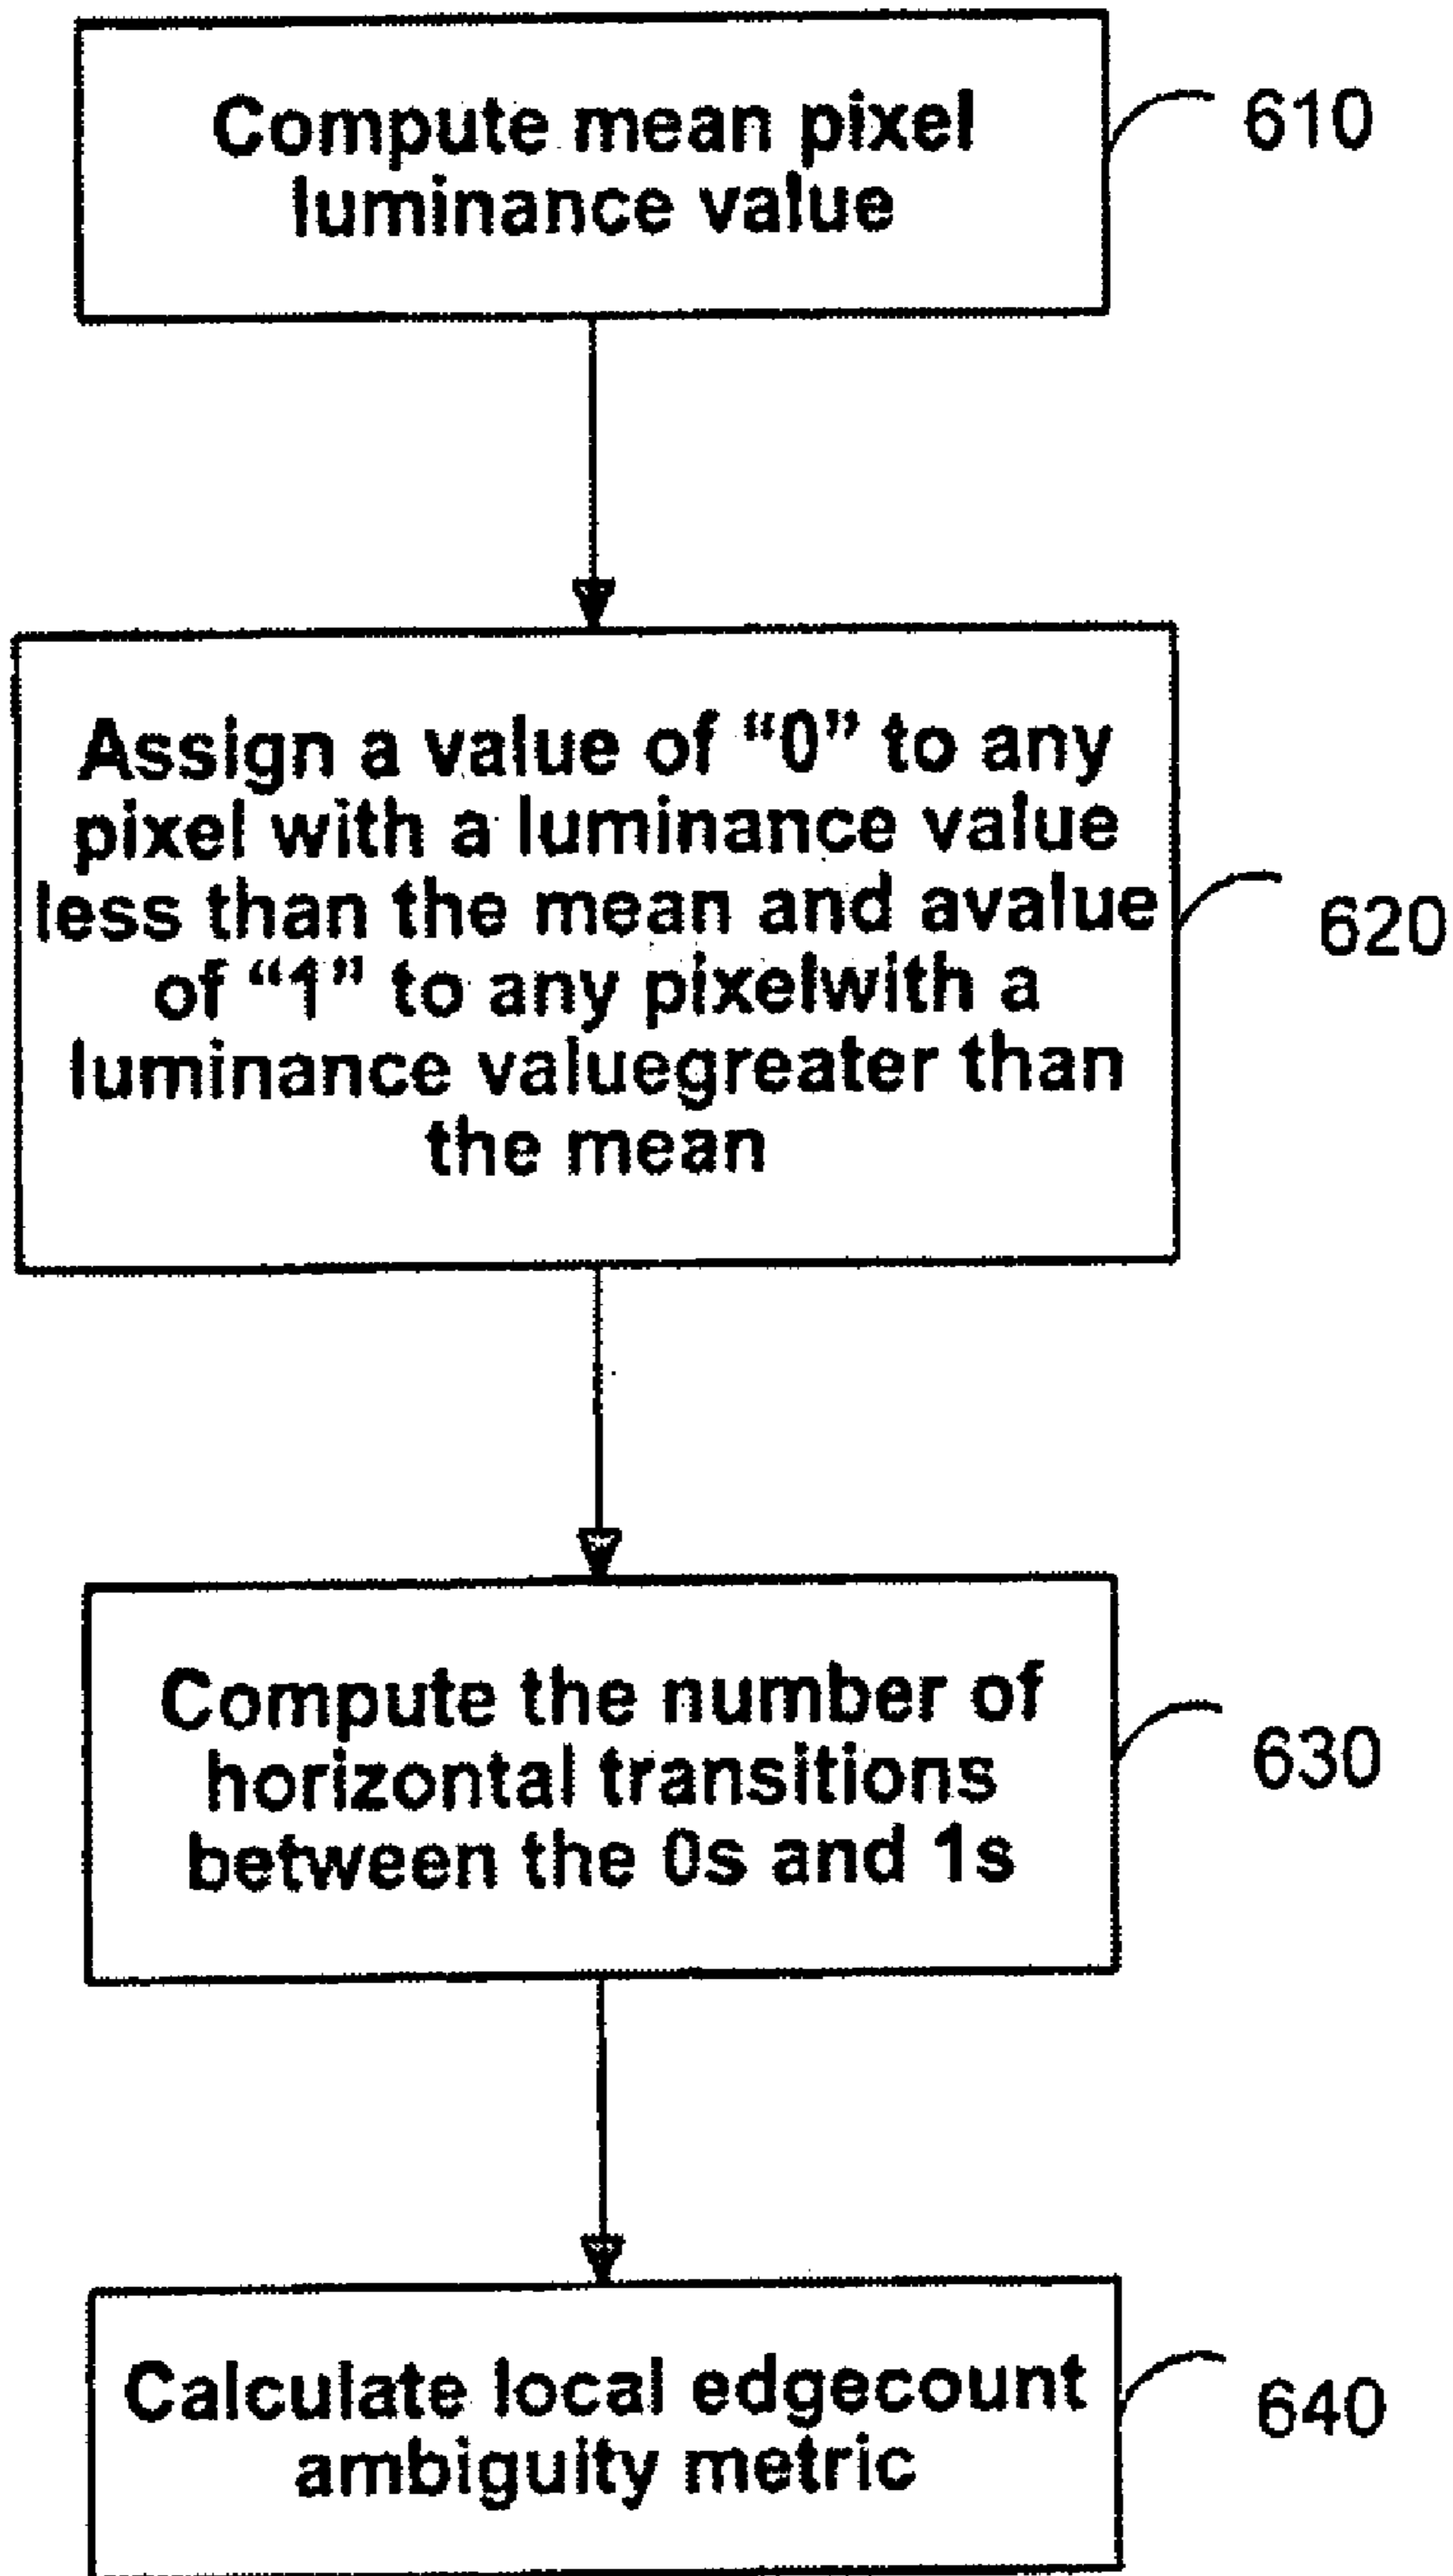 Compute mean pixel
luminance value
610
Assign a value of “0” to any
pixel with a luminance value
less than the mean and avalue
of “1” to any pixelwith a
luminance valuegreater than
the mean
620
Compute the number of
horizontal transitions
between the 0s and 1s
630
Calculate local edgecount
ambiguity metric
640